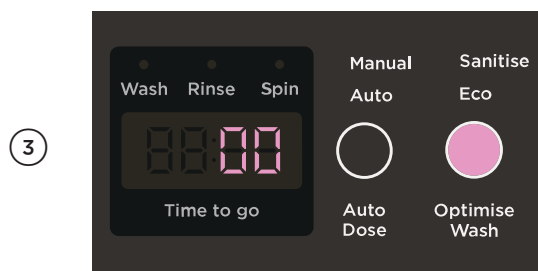 3
Manual Sanitise
Wash Rinse Spin Auto Eco
00
Time to go Auto Dose Optimise Wash